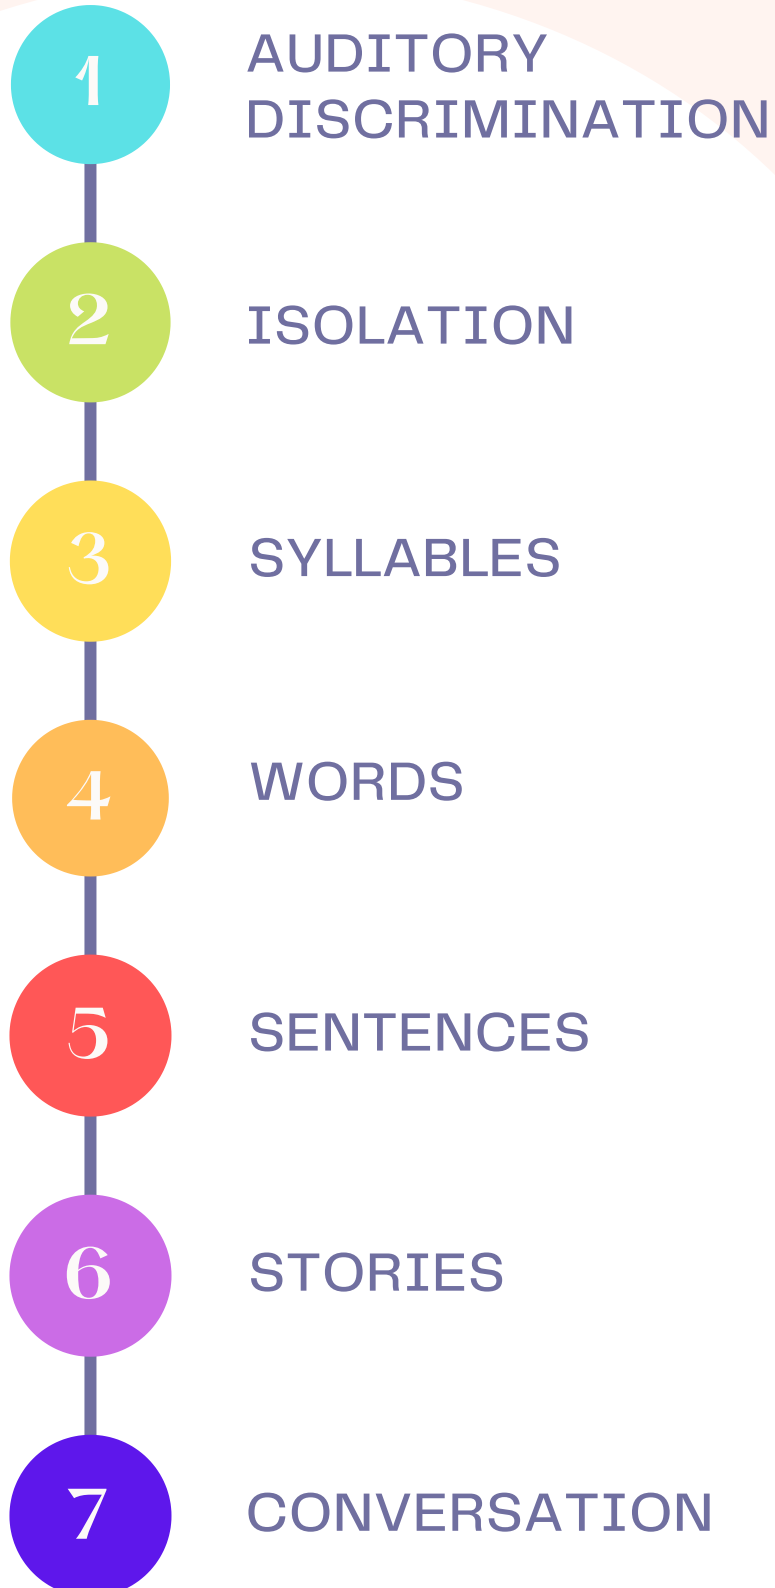 1
AUDITORY
DISCRIMINATION
2
ISOLATION
3
SYLLABLES
4
WORDS
5
SENTENCES
6
STORIES
7
CONVERSATION